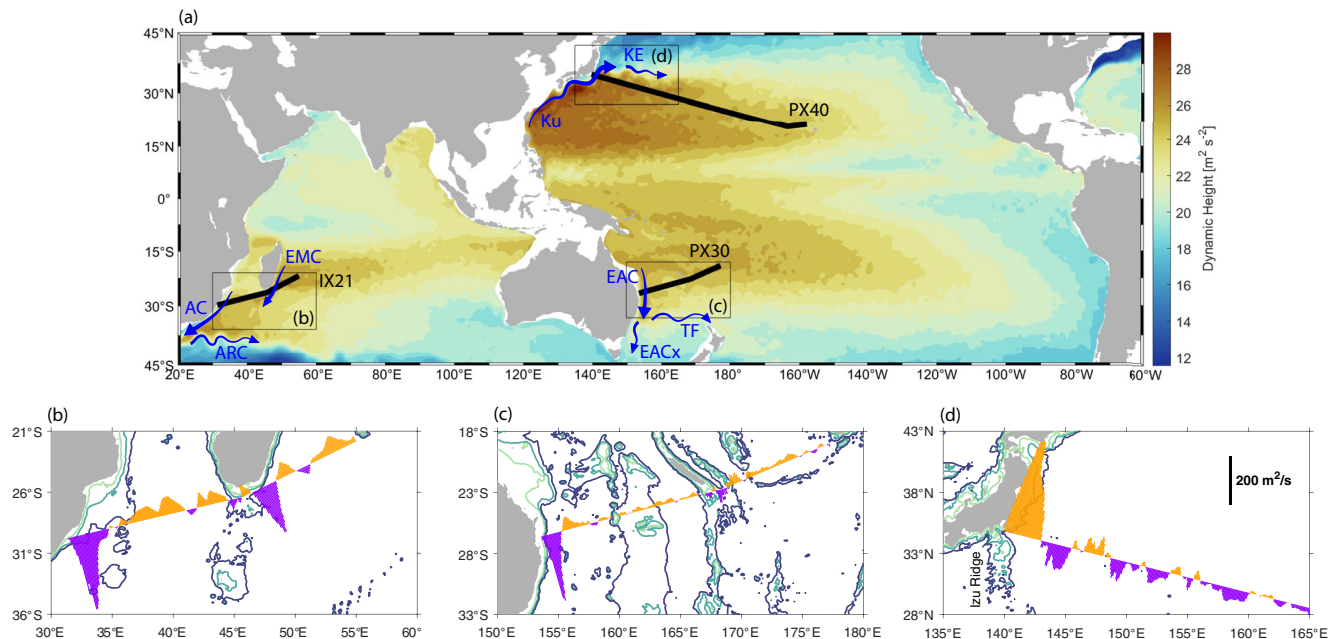 (a)
45°N
30°N
15°N
0°
15°S
30°S
45°S
20°E
40°E
60°E
80°E
100°E
120°E
140°E
160°E
180°E
160°W
140°W
120°W
100°W
80°W
60°W
KE
(d)
Ku
PX40
EMC
IX21
AC
(b)
ARC
PX30
EAC
(c)
TF
EACx
28
26
24
22
20
18
16
14
12
Dynamic Height [m² s⁻²]
(b)
21°S
26°S
31°S
36°S
30°E
35°E
40°E
45°E
50°E
55°E
60°
(c)
18°S
23°S
28°S
33°S
150°E
155°E
160°E
165°E
170°E
175°E
180°E
(d)
43°N
38°N
33°N
28°N
Izu Ridge
200 m²/s
135°E
140°E
145°E
150°E
155°E
160°E
165°E